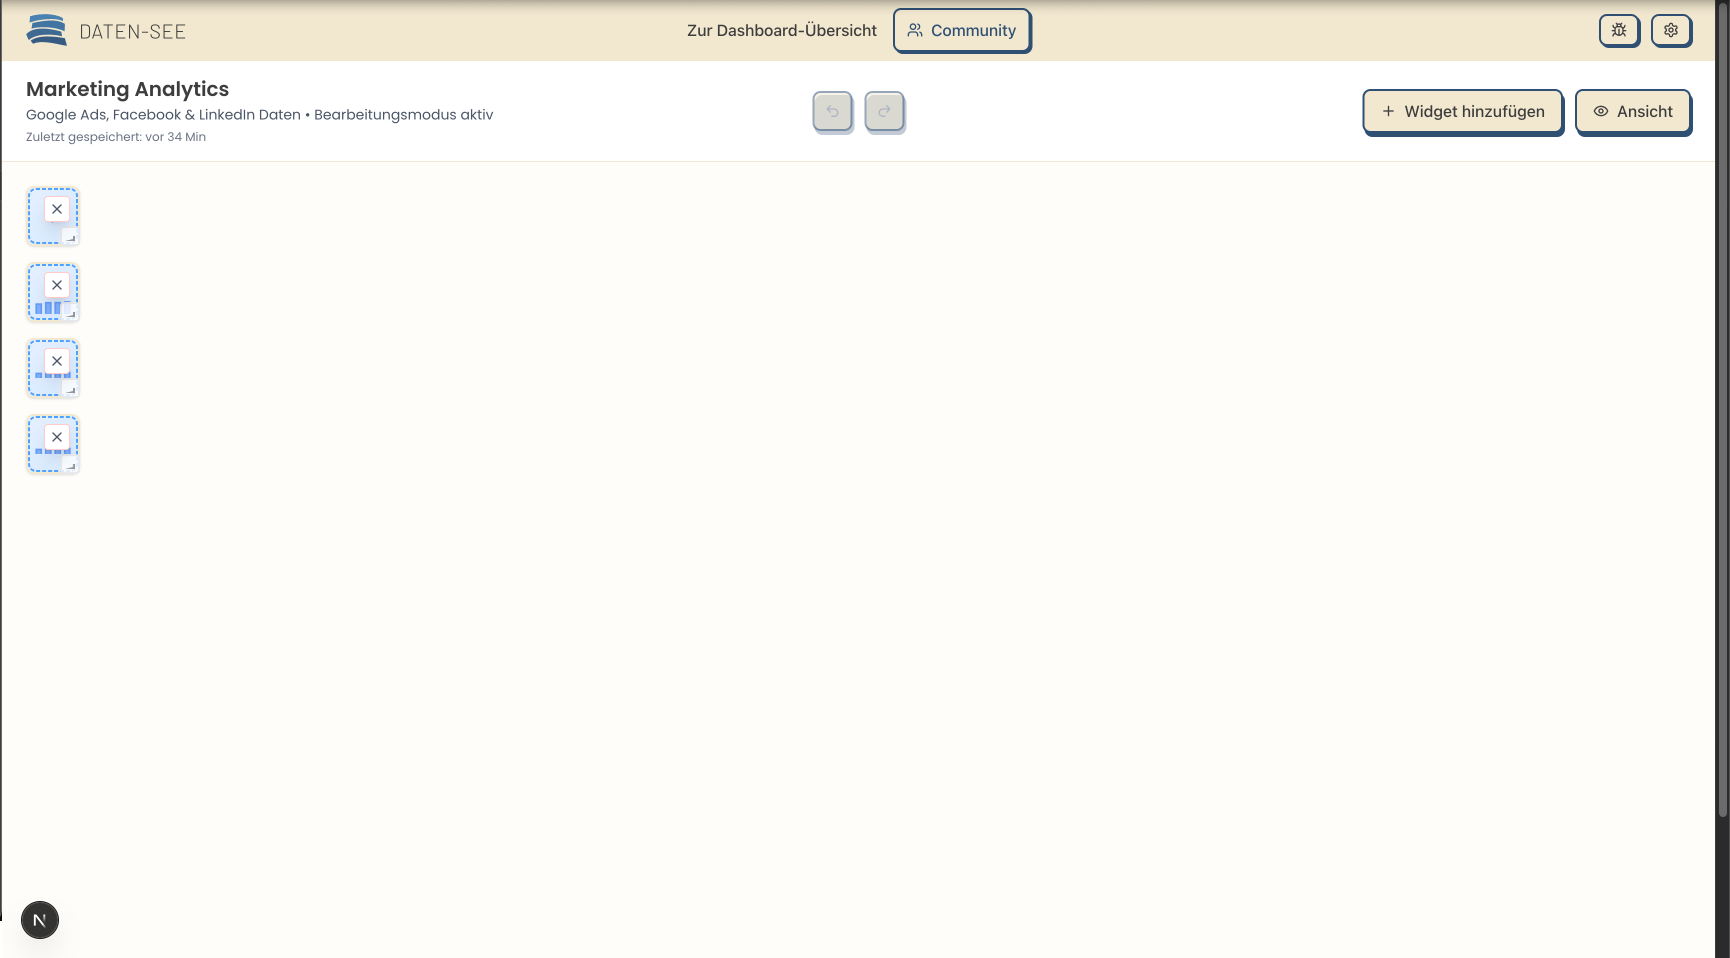 DATEN-SEE
Zur Dashboard-Übersicht
Community
Marketing Analytics
Google Ads, Facebook & LinkedIn Daten • Bearbeitungsmodus aktiv
Zuletzt gespeichert: vor 34 Min
Widget hinzufügen
Ansicht
N